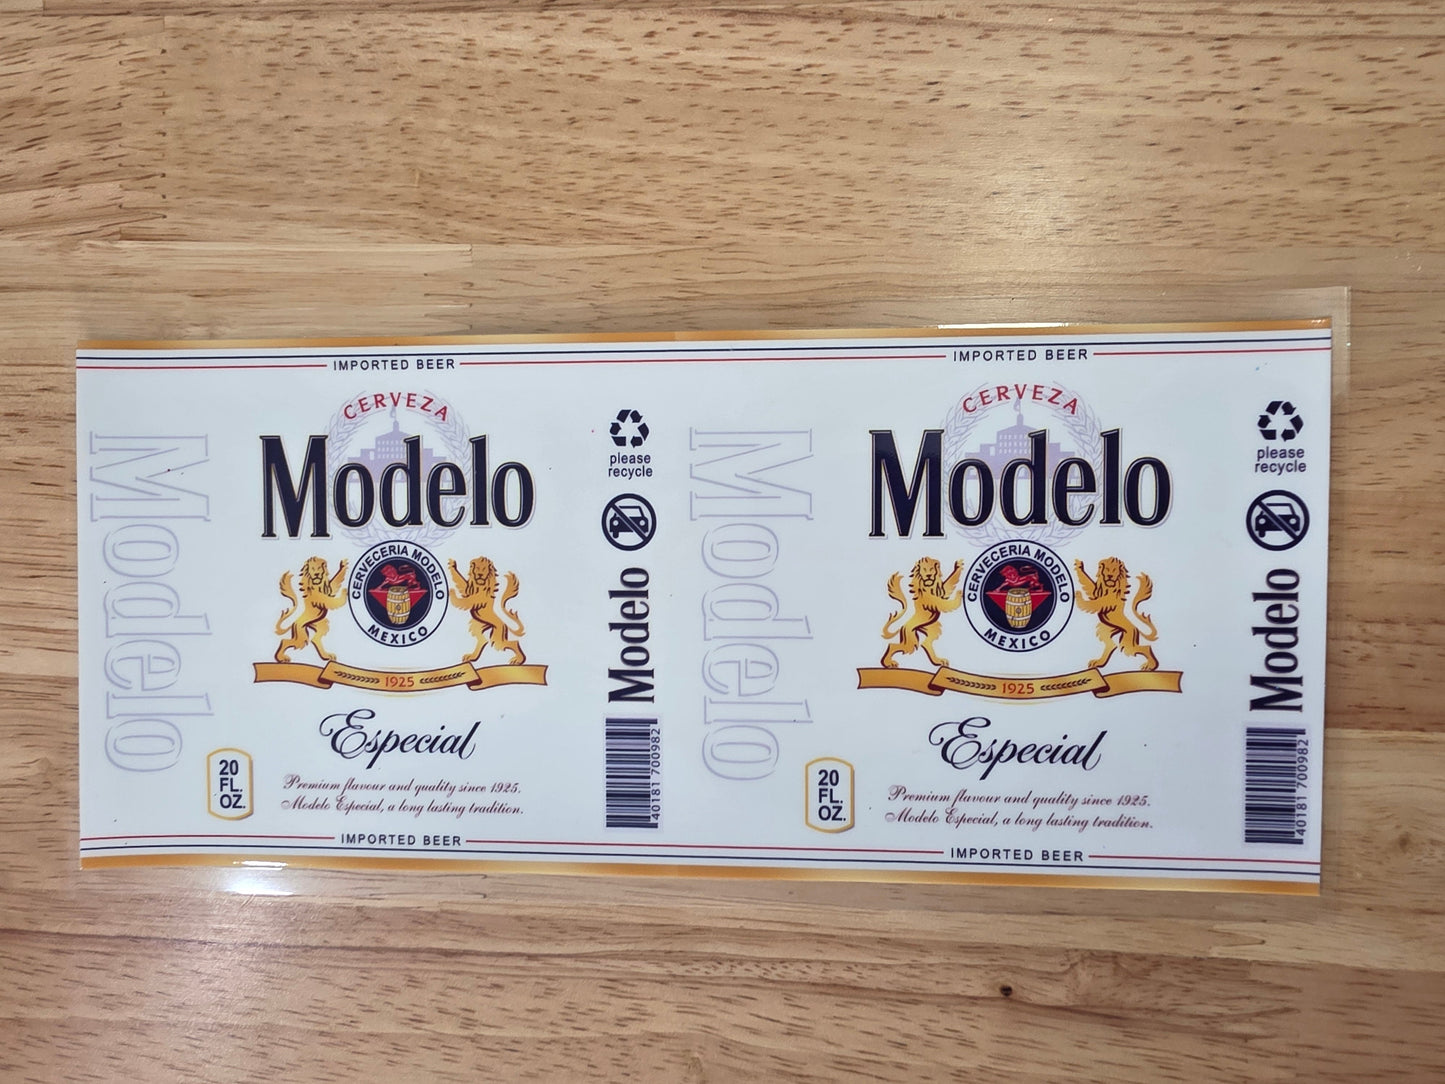 IMPORTED BEER
Modelo
CERVEZA
Modelo
CERVECERIA MODELO
MEXICO
1925
Especial
20
FL.
OZ.
Premium flavour and quality since 1925.
Modelo Especial, a long lasting tradition.
please
recycle
Modelo
40181 700982
IMPORTED BEER
IMPORTED BEER
Modelo
CERVEZA
Modelo
CERVECERIA MODELO
MEXICO
1925
Especial
20
FL.
OZ.
Premium flavour and quality since 1925.
Modelo Especial, a long lasting tradition.
please
recycle
Modelo
40181 700982
IMPORTED BEER